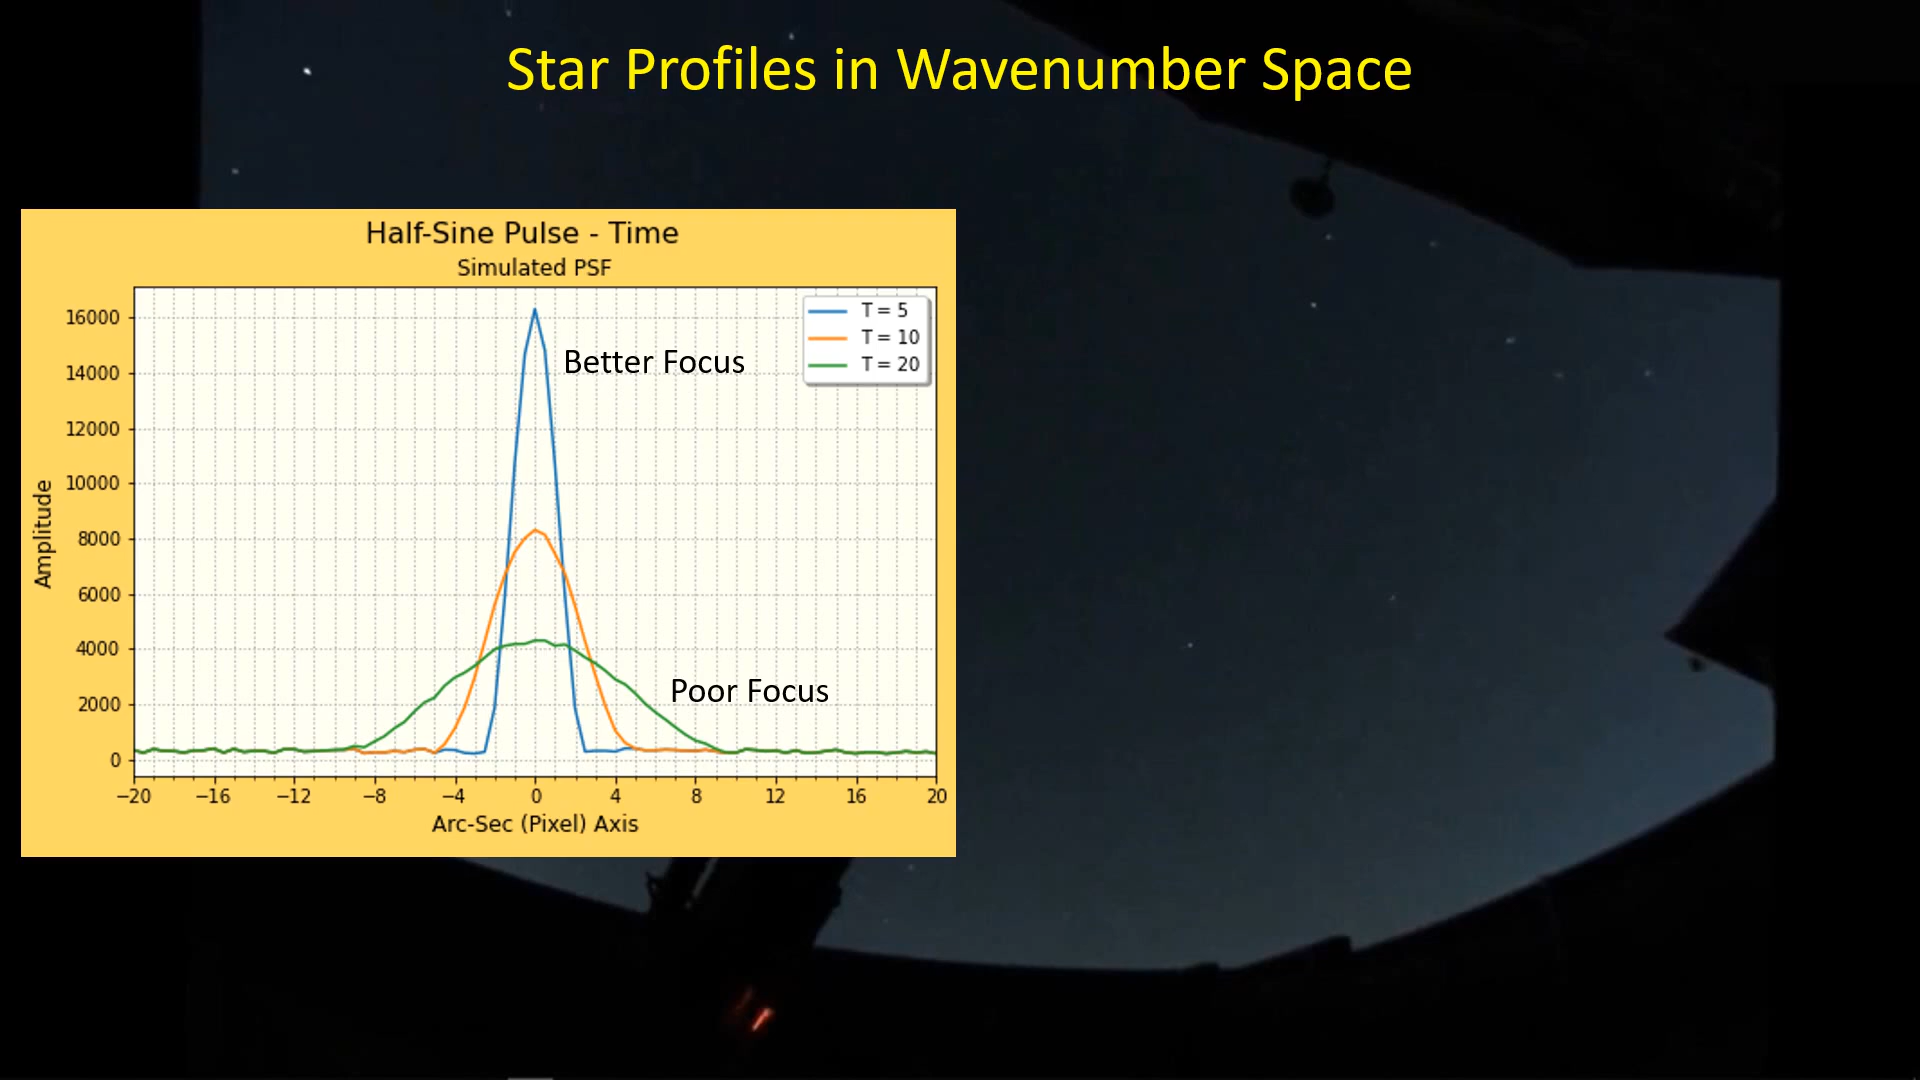 Star Profiles in Wavenumber Space
Half-Sine Pulse - Time
Simulated PSF
T = 5
T = 10
T = 20
Better Focus
Poor Focus
Amplitude
16000
14000
12000
10000
8000
6000
4000
2000
0
−20 −16 −12 −8 −4 0 4 8 12 16 20
Arc-Sec (Pixel) Axis